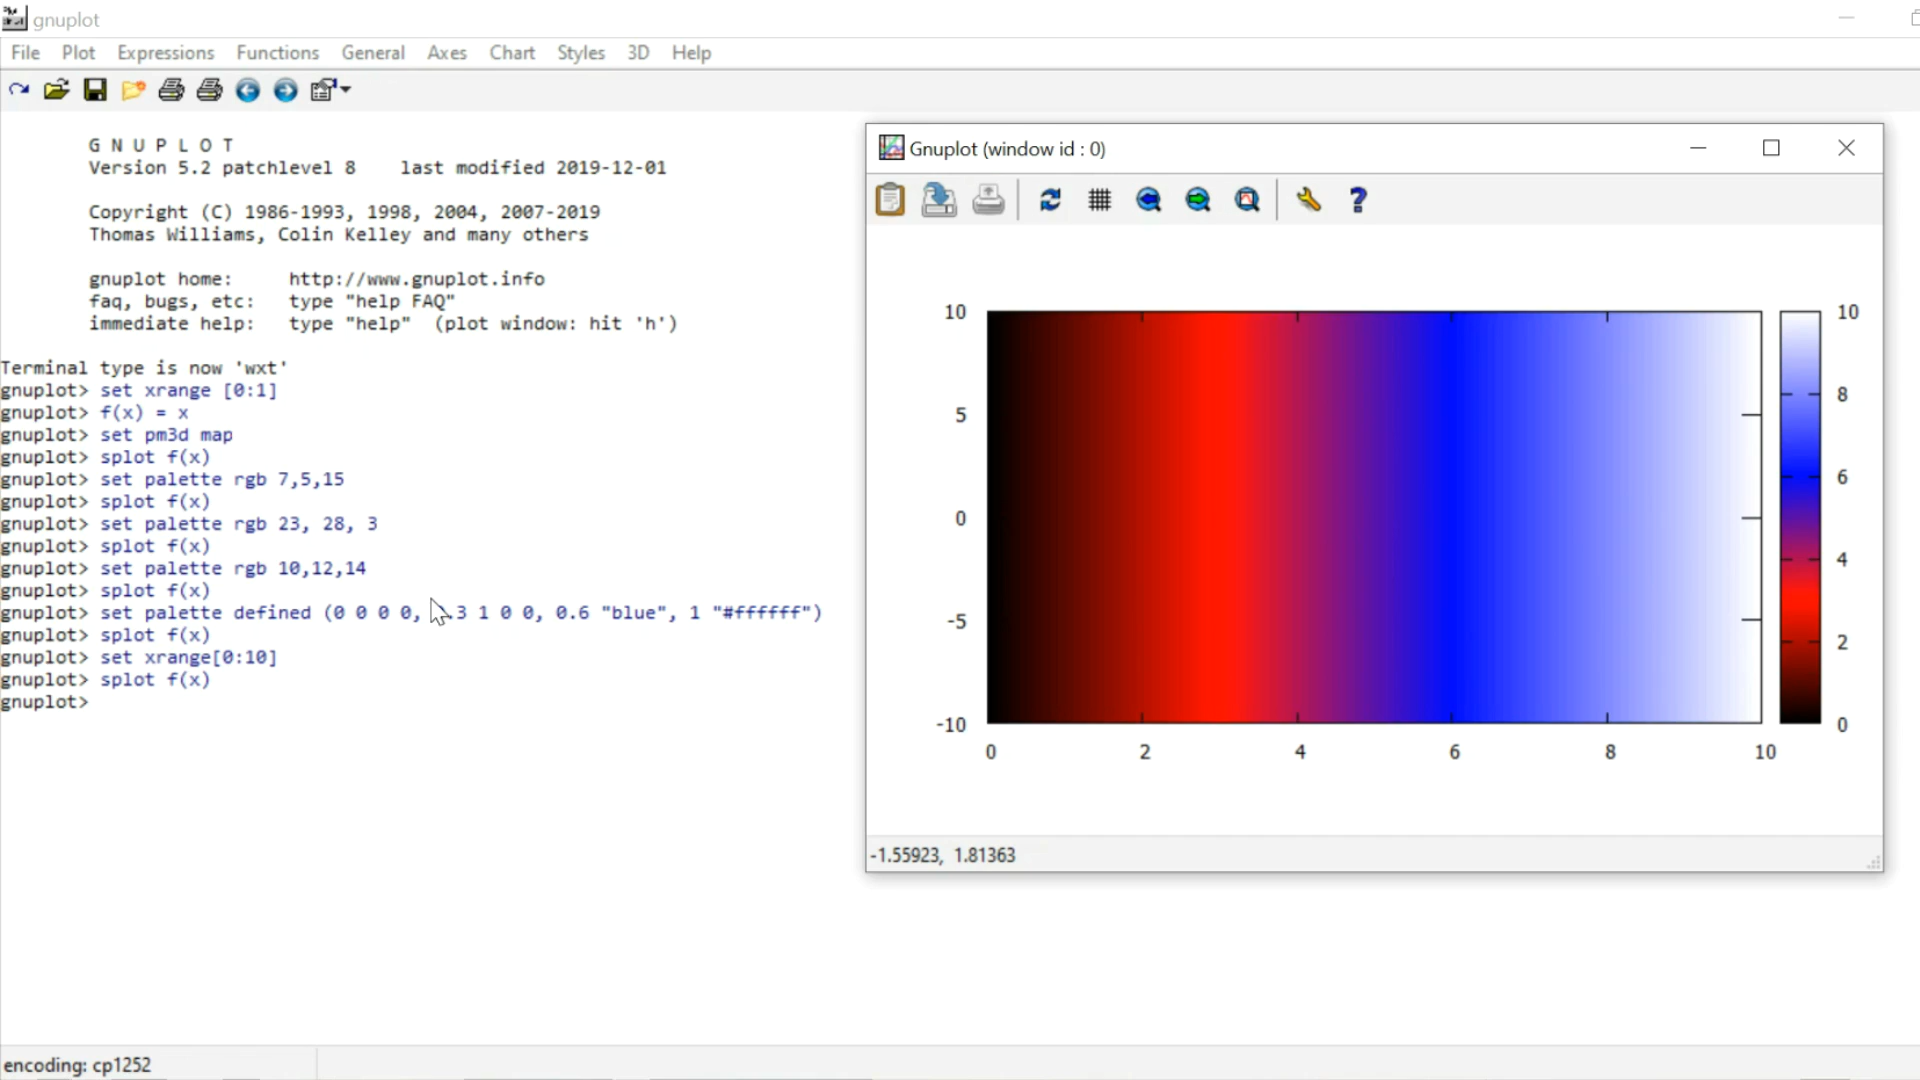 gnuplot
File Plot Expressions Functions General Axes Chart Styles 3D Help
G N U P L O T
Version 5.2 patchlevel 8 last modified 2019-12-01
Copyright (C) 1986-1993, 1998, 2004, 2007-2019
Thomas Williams, Colin Kelley and many others
gnuplot home: http://www.gnuplot.info
faq, bugs, etc: type "help FAQ"
immediate help: type "help" (plot window: hit 'h')
Terminal type is now 'wxt'
gnuplot> set xrange [0:1]
gnuplot> f(x) = x
gnuplot> set pm3d map
gnuplot> splot f(x)
gnuplot> set palette rgb 7,5,15
gnuplot> splot f(x)
gnuplot> set palette rgb 23, 28, 3
gnuplot> splot f(x)
gnuplot> set palette rgb 10,12,14
gnuplot> splot f(x)
gnuplot> set palette defined (0 0 0 0, .3 1 0 0, 0.6 "blue", 1 "#ffffff")
gnuplot> splot f(x)
gnuplot> set xrange[0:10]
gnuplot> splot f(x)
gnuplot>
Gnuplot (window id : 0)
10
5
0
-5
-10
0 2 4 6 8 10
10
8
6
4
2
0
-1.55923, 1.81363
encoding: cp1252